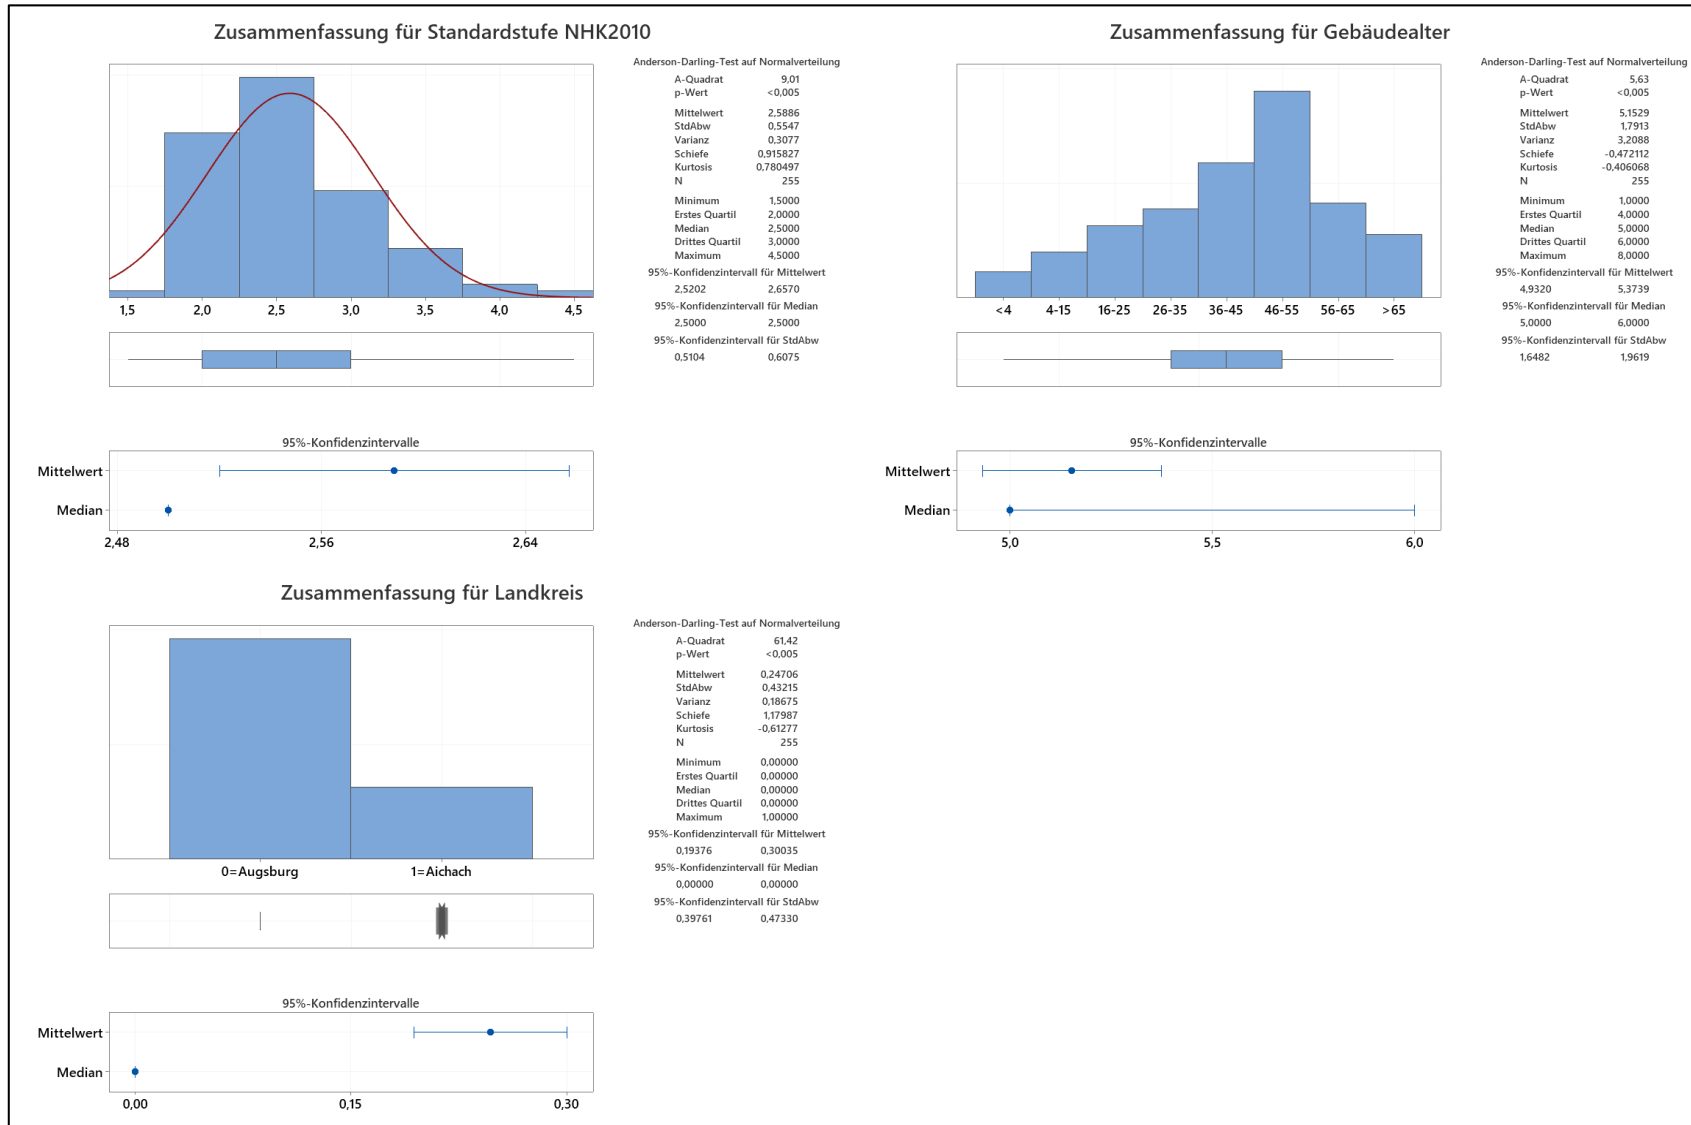 Zusammenfassung für Standardstufe NHK2010
Anderson-Darling-Test auf Normalverteilung
A-Quadrat 9,01
p-Wert <0,005
Mittelwert 2,5886
StdAbw 0,5547
Varianz 0,3077
Schiefe 0,915827
Kurtosis 0,780497
N 255
Minimum 1,5000
Erstes Quartil 2,0000
Median 2,5000
Drittes Quartil 3,0000
Maximum 4,5000
95%-Konfidenzintervall für Mittelwert
2,5202 2,6570
95%-Konfidenzintervall für Median
2,5000 2,5000
95%-Konfidenzintervall für StdAbw
0,5104 0,6075
1,5 2,0 2,5 3,0 3,5 4,0 4,5
95%-Konfidenzintervalle
Mittelwert
Median
2,48 2,56 2,64
Zusammenfassung für Gebäudealter
Anderson-Darling-Test auf Normalverteilung
A-Quadrat 5,63
p-Wert <0,005
Mittelwert 5,1529
StdAbw 1,7913
Varianz 3,2088
Schiefe -0,472112
Kurtosis -0,406068
N 255
Minimum 1,0000
Erstes Quartil 4,0000
Median 5,0000
Drittes Quartil 6,0000
Maximum 8,0000
95%-Konfidenzintervall für Mittelwert
4,9320 5,3739
95%-Konfidenzintervall für Median
5,0000 6,0000
95%-Konfidenzintervall für StdAbw
1,6482 1,9619
<4 4-15 16-25 26-35 36-45 46-55 56-65 >65
95%-Konfidenzintervalle
Mittelwert
Median
5,0 5,5 6,0
Zusammenfassung für Landkreis
Anderson-Darling-Test auf Normalverteilung
A-Quadrat 61,42
p-Wert <0,005
Mittelwert 0,24706
StdAbw 0,43215
Varianz 0,18675
Schiefe 1,17987
Kurtosis -0,61277
N 255
Minimum 0,00000
Erstes Quartil 0,00000
Median 0,00000
Drittes Quartil 0,00000
Maximum 1,00000
95%-Konfidenzintervall für Mittelwert
0,19376 0,30035
95%-Konfidenzintervall für Median
0,00000 0,00000
95%-Konfidenzintervall für StdAbw
0,39761 0,47330
0=Augsburg 1=Aichach
95%-Konfidenzintervalle
Mittelwert
Median
0,00 0,15 0,30